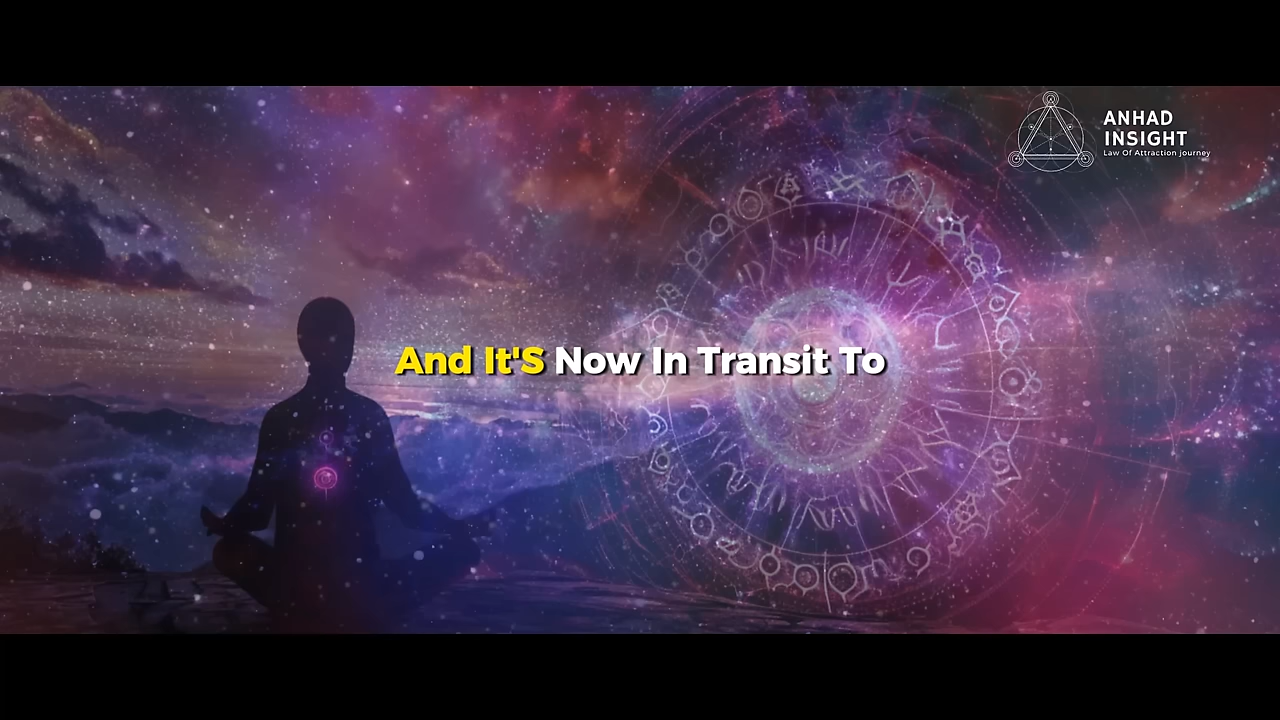 ANHAD
INSIGHT
Law Of Attraction journey
And It'S Now In Transit To